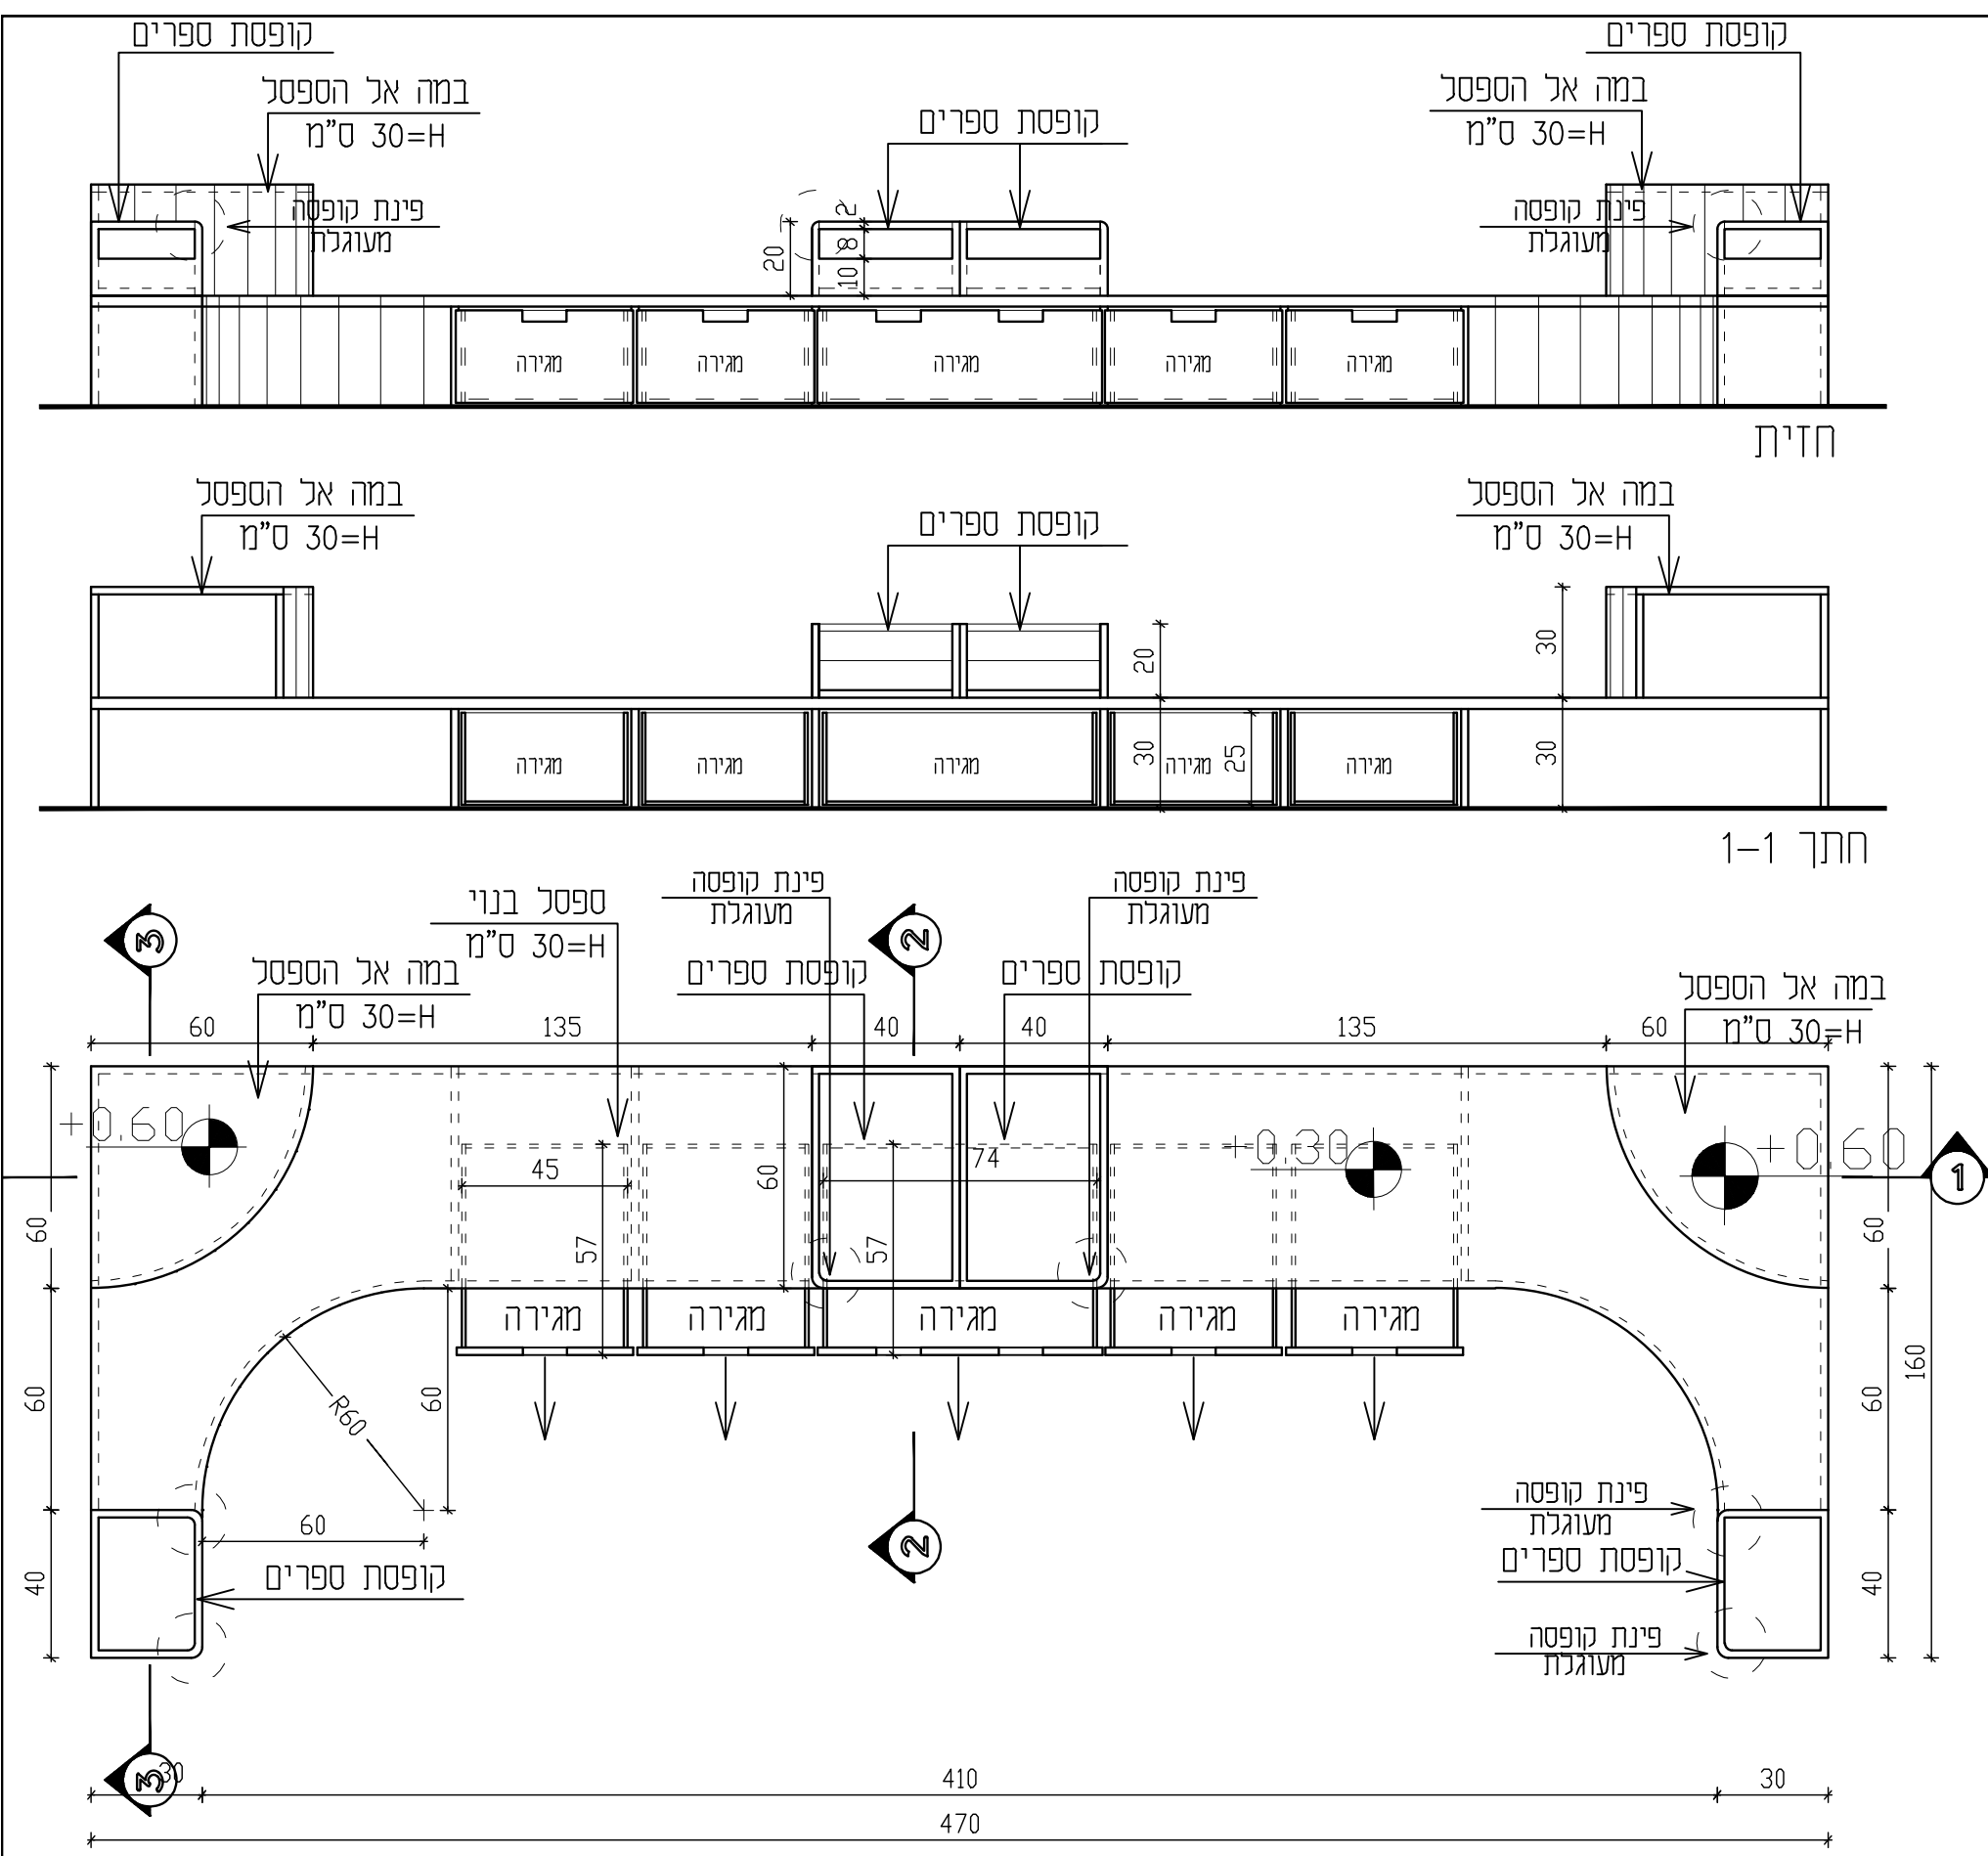 קופסת ספרים
קופסת ספרים
במה אל הספסל
H=30 ס"מ
במה אל הספסל
H=30 ס"מ
קופסת ספרים
פינת קופסה
מעוגלת
פינת קופסה
מעוגלת
2
8
10
20
מגירה
מגירה
מגירה
מגירה
מגירה
חזית
במה אל הספסל
H=30 ס"מ
קופסת ספרים
במה אל הספסל
H=30 ס"מ
20
30
30
25
30
מגירה
מגירה
מגירה
מגירה
מגירה
חתך 1-1
ספסל בנוי
H=30 ס"מ
פינת קופסה
מעוגלת
פינת קופסה
מעוגלת
3
2
במה אל הספסל
H=30 ס"מ
קופסת ספרים
קופסת ספרים
במה אל הספסל
H=30 ס"מ
60
135
40
40
135
60
+0.60
+0.30
+0.60
1
45
74
57
57
60
60
60
מגירה
מגירה
מגירה
מגירה
מגירה
60
R60
60
60
160
60
40
40
קופסת ספרים
פינת קופסה
מעוגלת
קופסת ספרים
פינת קופסה
מעוגלת
2
3
30
410
30
470